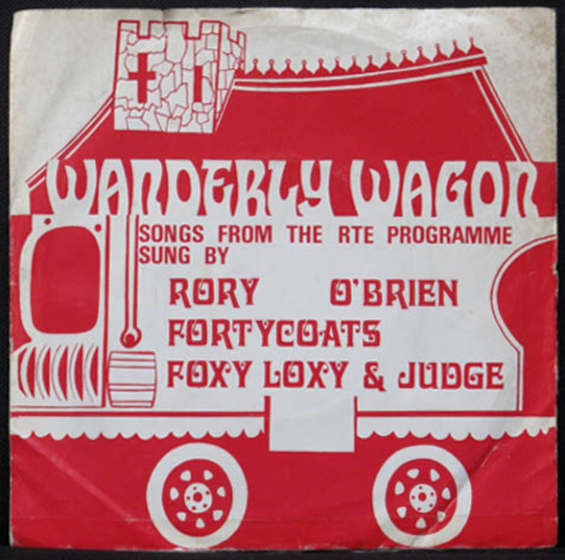 WANDERLY WAGON
SONGS FROM THE RTE PROGRAMME
SUNG BY
RORY O'BRIEN
FORTYCOATS
FOXY LOXY & JUDGE